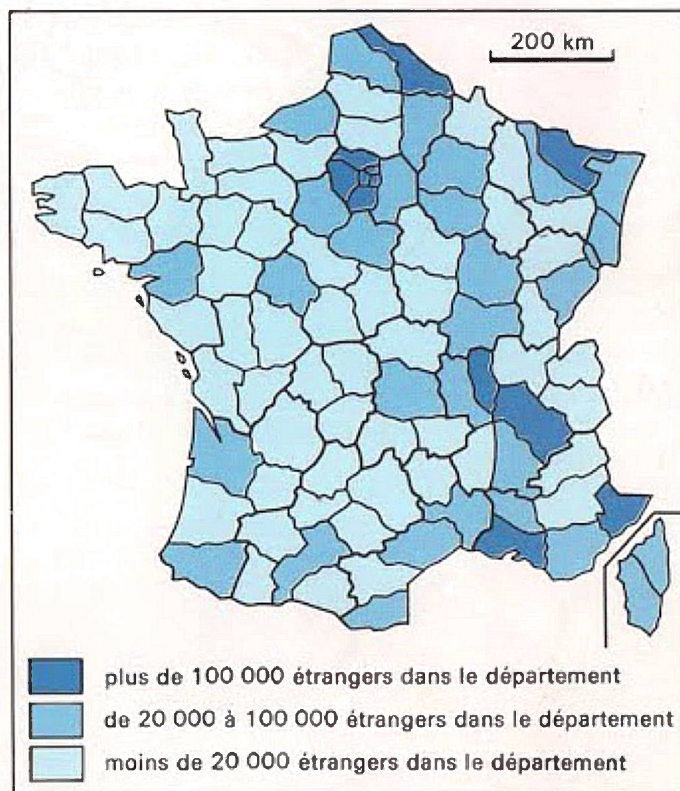 200 km
plus de 100 000 étrangers dans le département
de 20 000 à 100 000 étrangers dans le département
moins de 20 000 étrangers dans le département